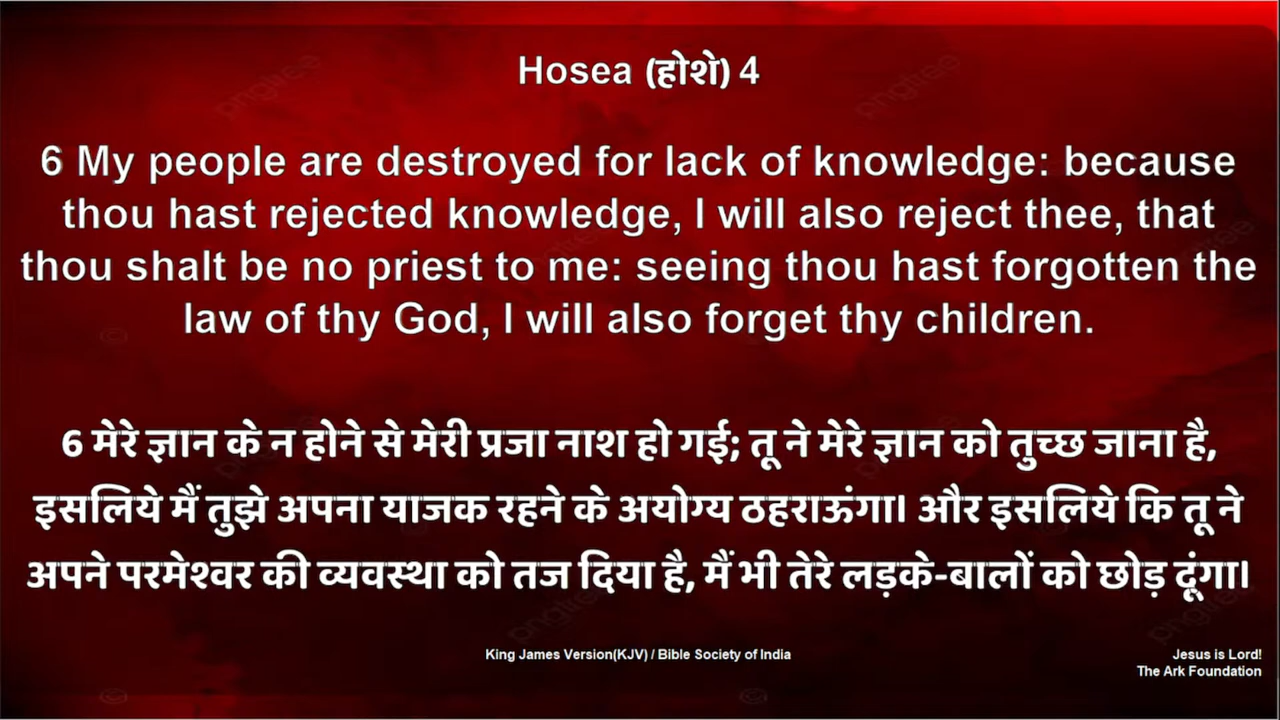 Hosea (होशे) 4
6 My people are destroyed for lack of knowledge: because
thou hast rejected knowledge, I will also reject thee, that
thou shalt be no priest to me: seeing thou hast forgotten the
law of thy God, I will also forget thy children.
6 मेरे ज्ञान के न होने से मेरी प्रजा नाश हो गई; तू ने मेरे ज्ञान को तुच्छ जाना है,
इसलिये मैं तुझे अपना याजक रहने के अयोग्य ठहराऊंगा। और इसलिये कि तू ने
अपने परमेश्वर की व्यवस्था को तज दिया है, मैं भी तेरे लड़के-बालों को छोड़ दूंगा।
King James Version(KJV) / Bible Society of India
Jesus is Lord!
The Ark Foundation